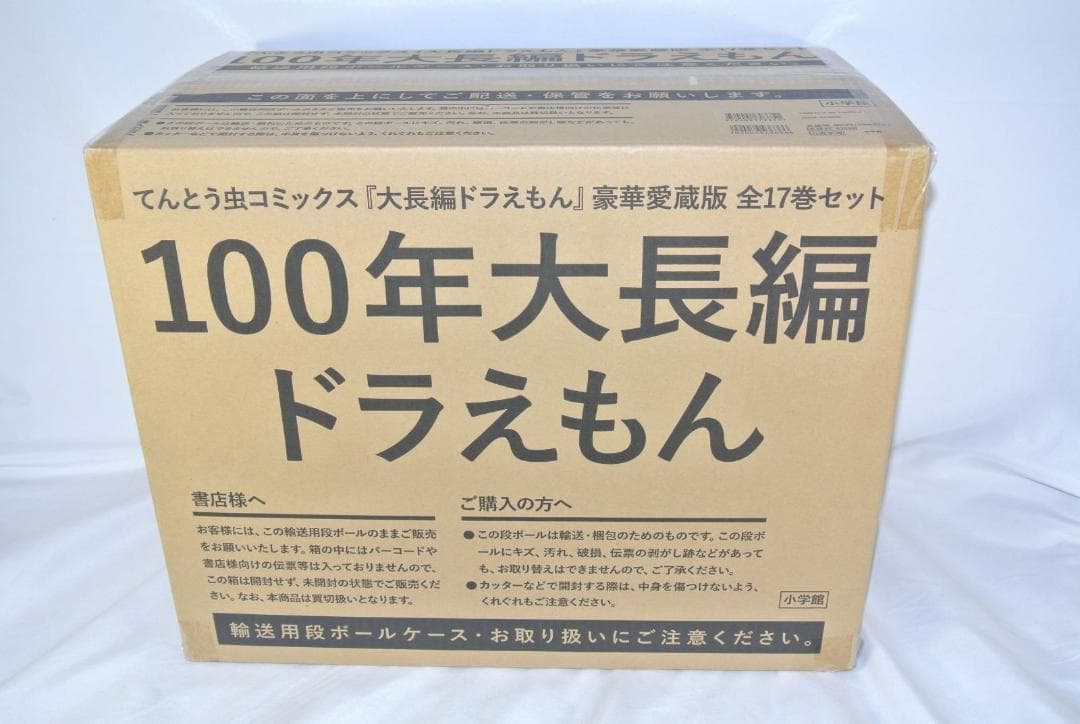 100年大長編ドラえもん
この面を上にしてご配送・保管をお願いします。
小学館
てんとう虫コミックス『大長編ドラえもん』豪華愛蔵版 全17巻セット
100年大長編
ドラえもん
書店様へ
お客様には、この輸送用段ボールのままご販売
をお願いいたします。箱の中にはバーコードや
書店様向けの伝票等は入っておりませんので、
この箱は開封せず、未開封の状態でご販売くだ
さい。なお、本商品は買切扱いとなります。
ご購入の方へ
●この段ボールは輸送・梱包のためのものです。この段ボ
ールにキズ、汚れ、破損、伝票の剥がし跡などがあって
も、お取り替えはできませんので、ご了承ください。
●カッターなどで開封する際は、中身を傷つけないよう、
くれぐれもご注意ください。
小学館
輸送用段ボールケース・お取り扱いにご注意ください。